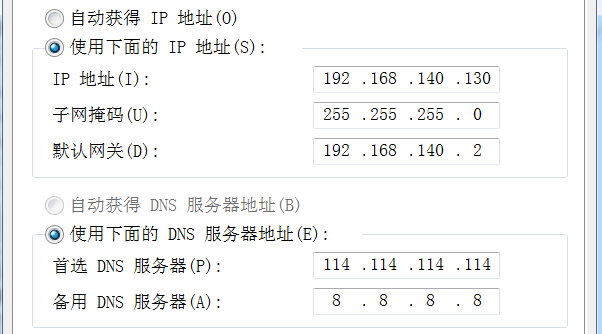 自动获得 IP 地址(O)
使用下面的 IP 地址(S):
IP 地址(I): 192 .168 .140 .130
子网掩码(U): 255 .255 .255 . 0
默认网关(D): 192 .168 .140 . 2
自动获得 DNS 服务器地址(B)
使用下面的 DNS 服务器地址(E):
首选 DNS 服务器(P): 114 .114 .114 .114
备用 DNS 服务器(A): 8 . 8 . 8 . 8